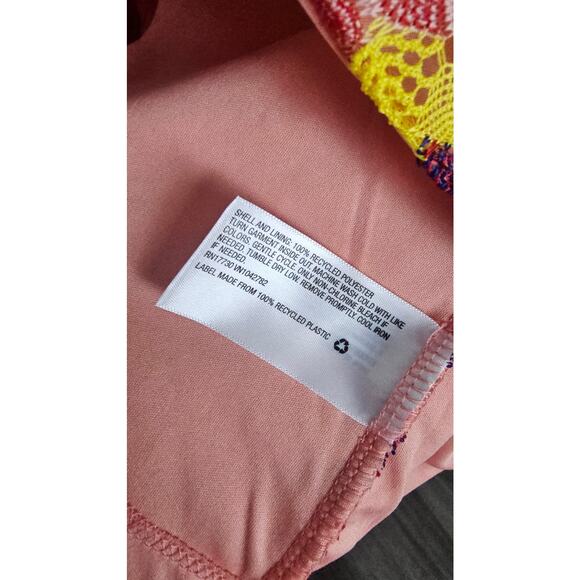 SHELL AND LINING: 100% RECYCLED POLYESTER
TURN GARMENT INSIDE OUT, MACHINE WASH COLD WITH LIKE
COLORS, GENTLE CYCLE, ONLY NON-CHLORINE BLEACH IF
NEEDED. TUMBLE DRY LOW. REMOVE PROMPTLY. COOL IRON
IF NEEDED.
RN17730 VN1042782
LABEL MADE FROM 100% RECYCLED PLASTIC